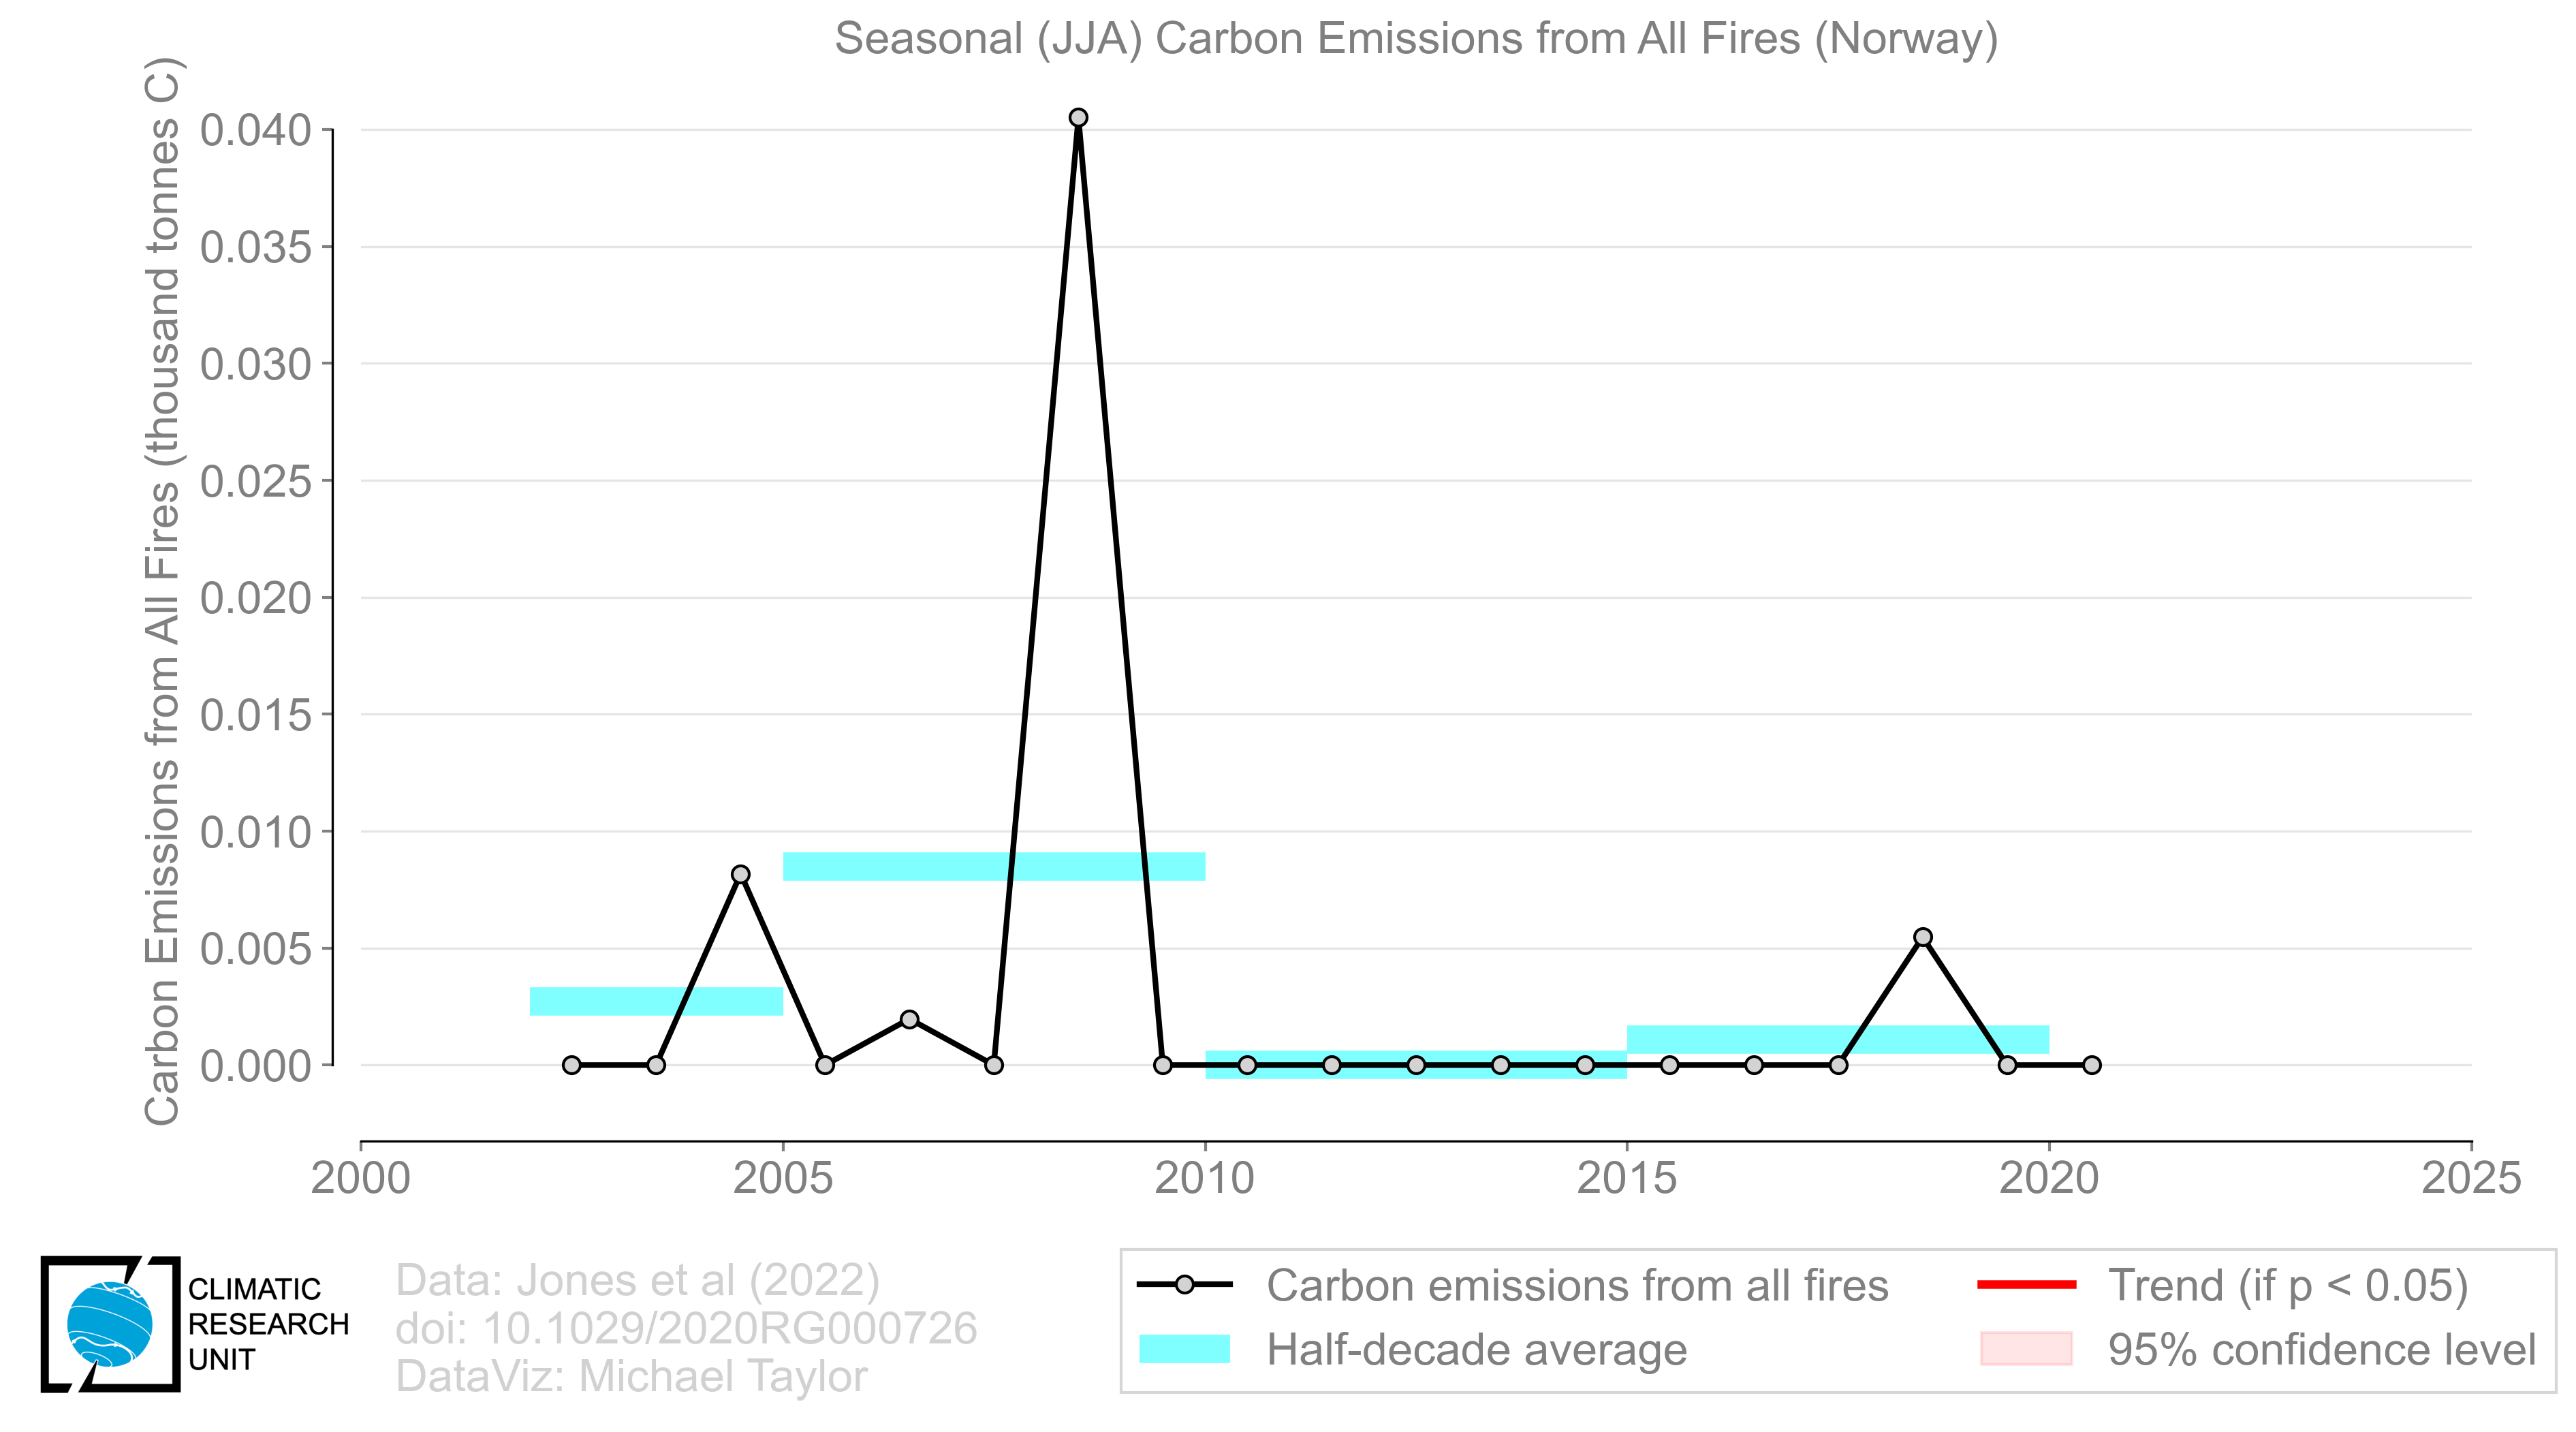 Seasonal (JJA) Carbon Emissions from All Fires (Norway)
Carbon Emissions from All Fires (thousand tonnes C)
0.040
0.035
0.030
0.025
0.020
0.015
0.010
0.005
0.000
2000
2005
2010
2015
2020
2025
CLIMATIC
RESEARCH
UNIT
Data: Jones et al (2022)
doi: 10.1029/2020RG000726
DataViz: Michael Taylor
Carbon emissions from all fires
Half-decade average
Trend (if p < 0.05)
95% confidence level